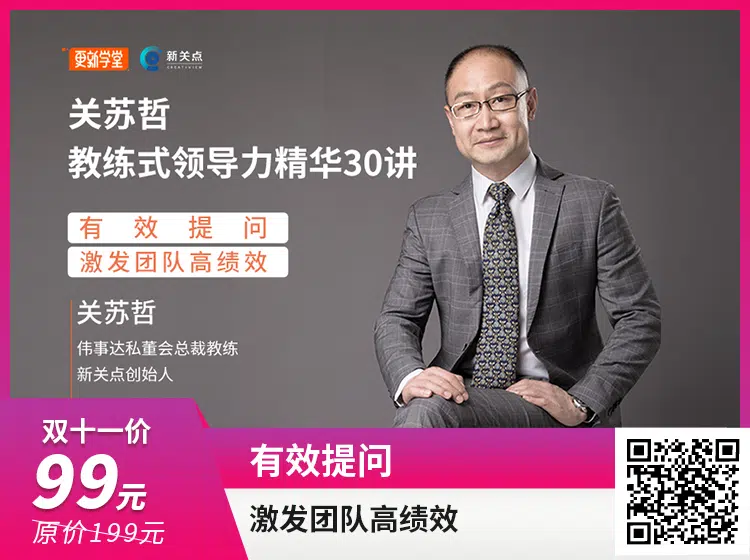 更新学堂
新关点
CREATIVIEW
关苏哲
教练式领导力精华30讲
有效提问
激发团队高绩效
关苏哲
伟事达私董会总裁教练
新关点创始人
双十一价
99元
原价199元
有效提问
激发团队高绩效